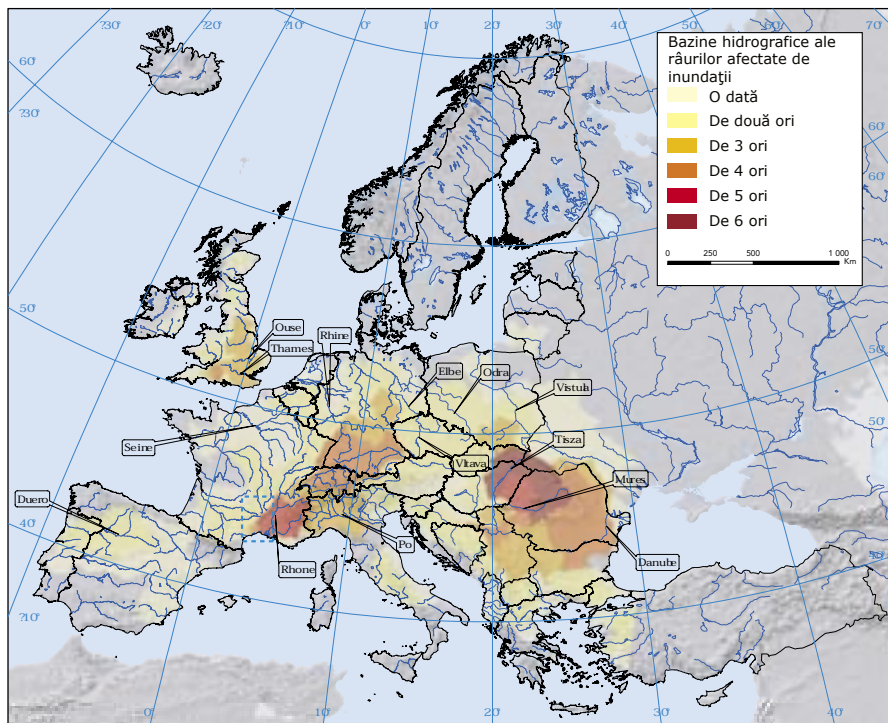 ?30°
?20°
?10°
0°
10°
20°
30°
40°
50°
60°
70°
60
?30°
50
40
?10°
0°
10°
20°
30°
40°
50°
60°
Bazine hidrografice ale
râurilor afectate de
inundaţii
O dată
De două ori
De 3 ori
De 4 ori
De 5 ori
De 6 ori
0 250 500 1 000
Km
Ouse
Thames
Rhine
Elbe
Odra
Vistula
Seine
Vltava
Tisza
Mures
Duero
Po
Rhone
Danube